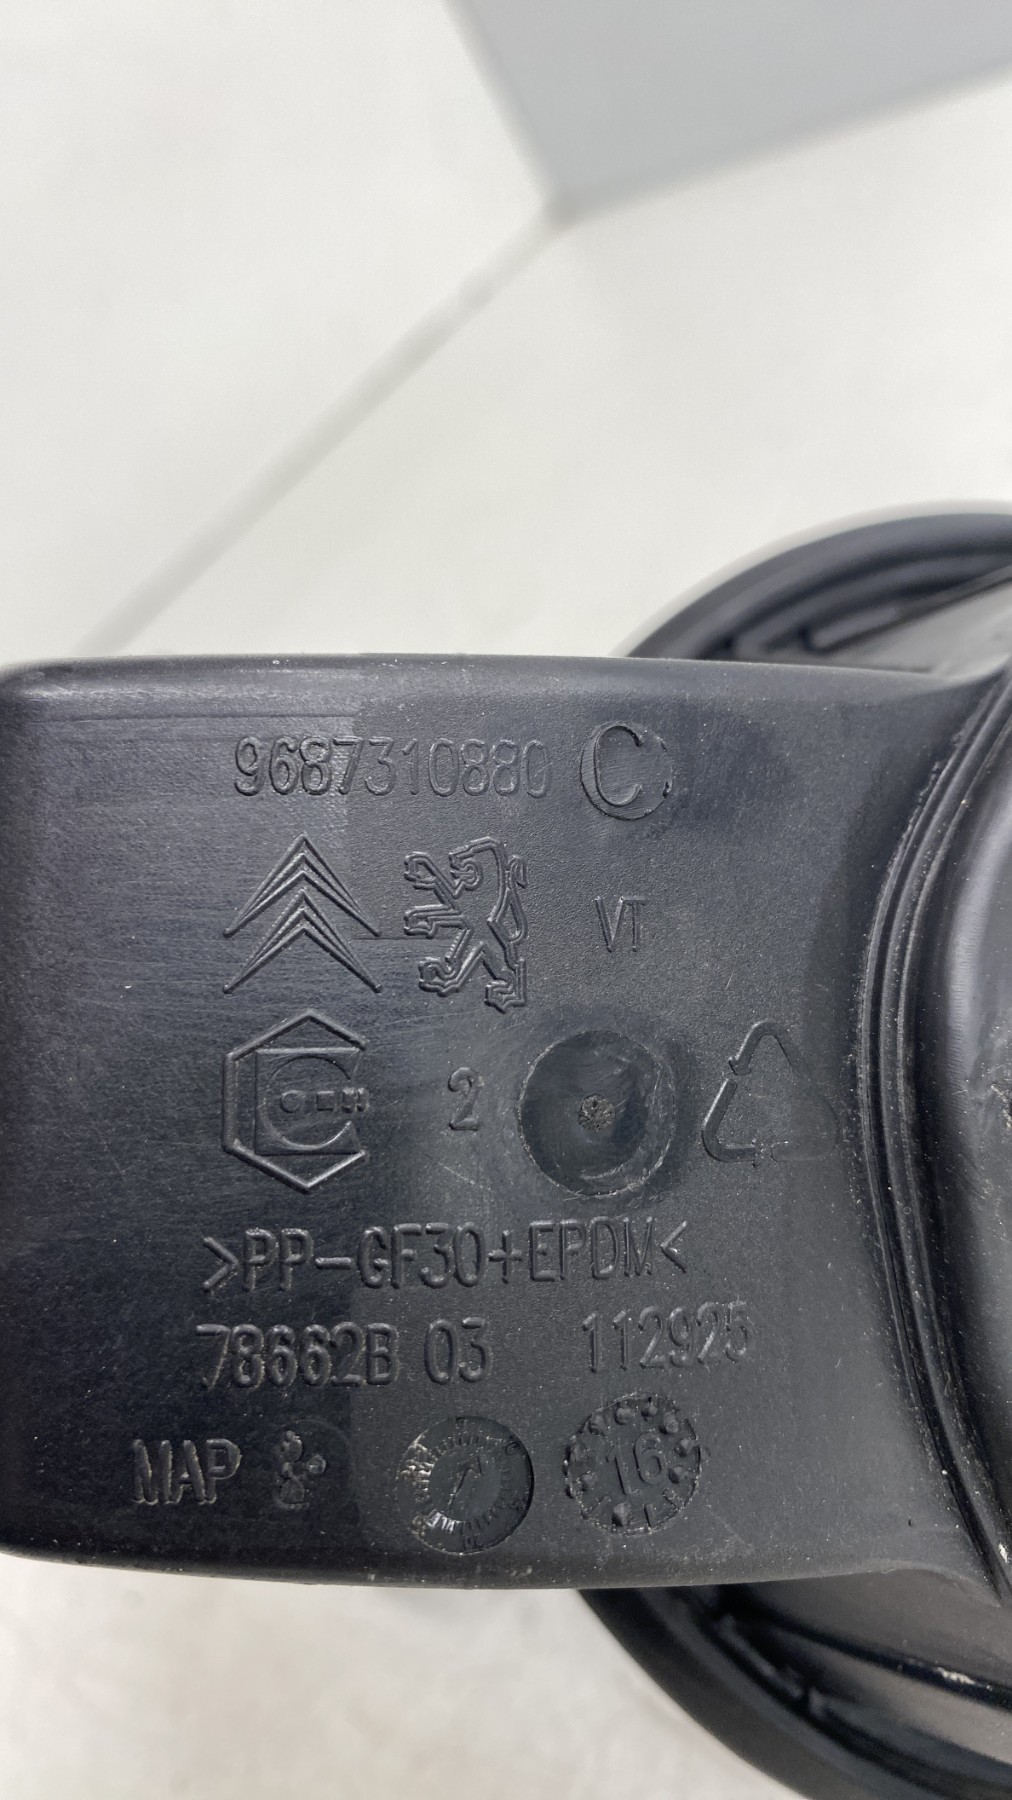 9687310880 C
VT
2
>PP-GF30+EPDM<
78662B 03 112925
MAP
16